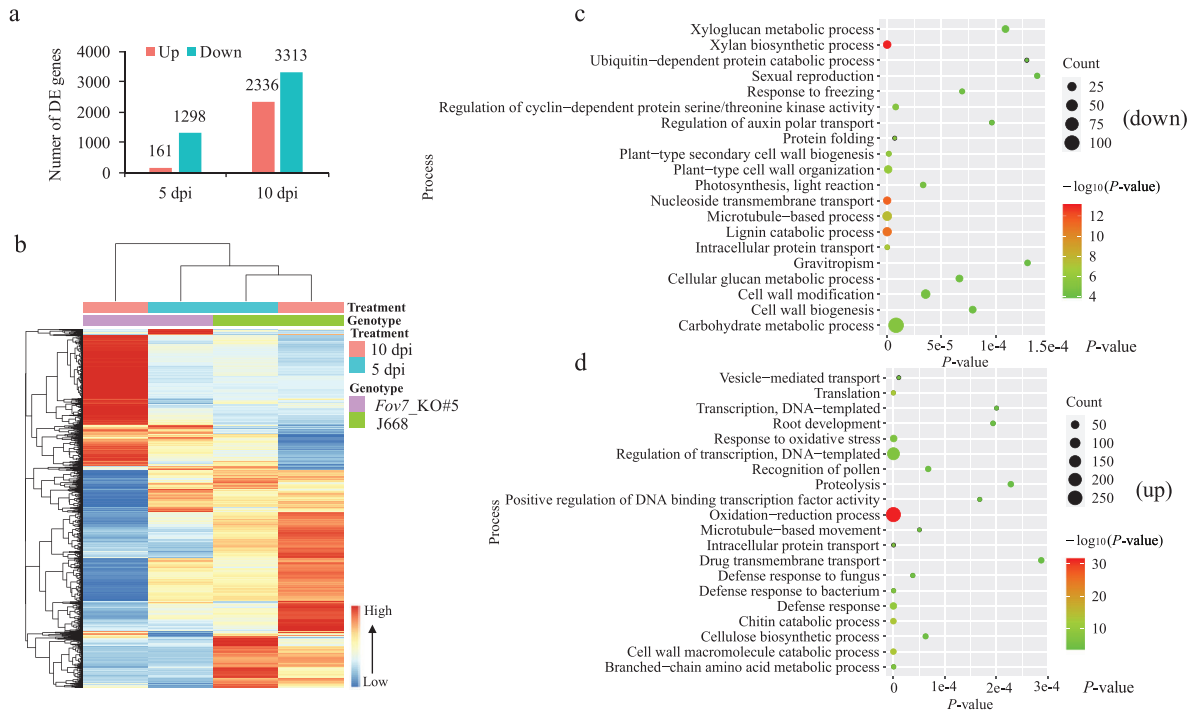 a
Numer of DE genes
Up Down
4000
3000
2000
1000
0
161
1298
2336
3313
5 dpi
10 dpi
b
Treatment
Genotype
Treatment
10 dpi
5 dpi
Genotype
Fov7_KO#5
J668
High
Low
c
Process
Xyloglucan metabolic process
Xylan biosynthetic process
Ubiquitin−dependent protein catabolic process
Sexual reproduction
Response to freezing
Regulation of cyclin−dependent protein serine/threonine kinase activity
Regulation of auxin polar transport
Protein folding
Plant−type secondary cell wall biogenesis
Plant−type cell wall organization
Photosynthesis, light reaction
Nucleoside transmembrane transport
Microtubule−based process
Lignin catabolic process
Intracellular protein transport
Gravitropism
Cellular glucan metabolic process
Cell wall modification
Cell wall biogenesis
Carbohydrate metabolic process
0 5e-5 1e-4 1.5e-4
P-value
P-value
Count
25
50
75
100
(down)
−log10(P-value)
12
10
8
6
4
d
Process
Vesicle−mediated transport
Translation
Transcription, DNA−templated
Root development
Response to oxidative stress
Regulation of transcription, DNA−templated
Recognition of pollen
Proteolysis
Positive regulation of DNA binding transcription factor activity
Oxidation−reduction process
Microtubule−based movement
Intracellular protein transport
Drug transmembrane transport
Defense response to fungus
Defense response to bacterium
Defense response
Chitin catabolic process
Cellulose biosynthetic process
Cell wall macromolecule catabolic process
Branched−chain amino acid metabolic process
0 1e-4 2e-4 3e-4
P-value
P-value
Count
50
100
150
200
250
(up)
−log10(P-value)
30
20
10